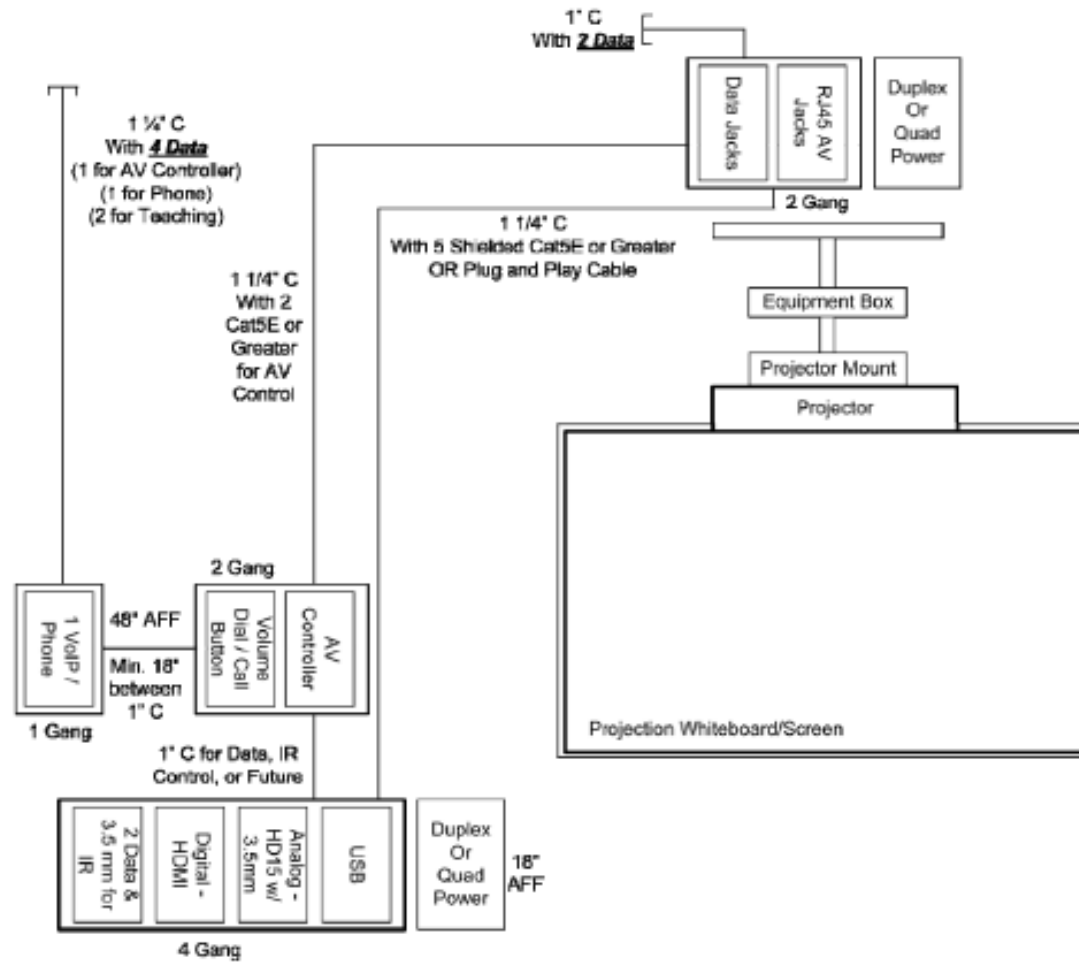 1" C
With 2 Data
Data Jacks
RJ45 AV
Jacks
Duplex
Or
Quad
Power
2 Gang
1 ¼" C
With 4 Data
(1 for AV Controller)
(1 for Phone)
(2 for Teaching)
1 1/4" C
With 5 Shielded Cat5E or Greater
OR Plug and Play Cable
1 1/4" C
With 2
Cat5E or
Greater
for AV
Control
Equipment Box
Projector Mount
Projector
Projection Whiteboard/Screen
2 Gang
1 VoIP /
Phone
48" AFF
Min. 18"
between
1" C
Volume
Dial / Call
Button
AV
Controller
1 Gang
1" C for Data, IR
Control, or Future
2 Data &
3.5 mm for
IR
Digital -
HDMI
Analog -
HD15 w/
3.5mm
USB
Duplex
Or
Quad
Power
18"
AFF
4 Gang